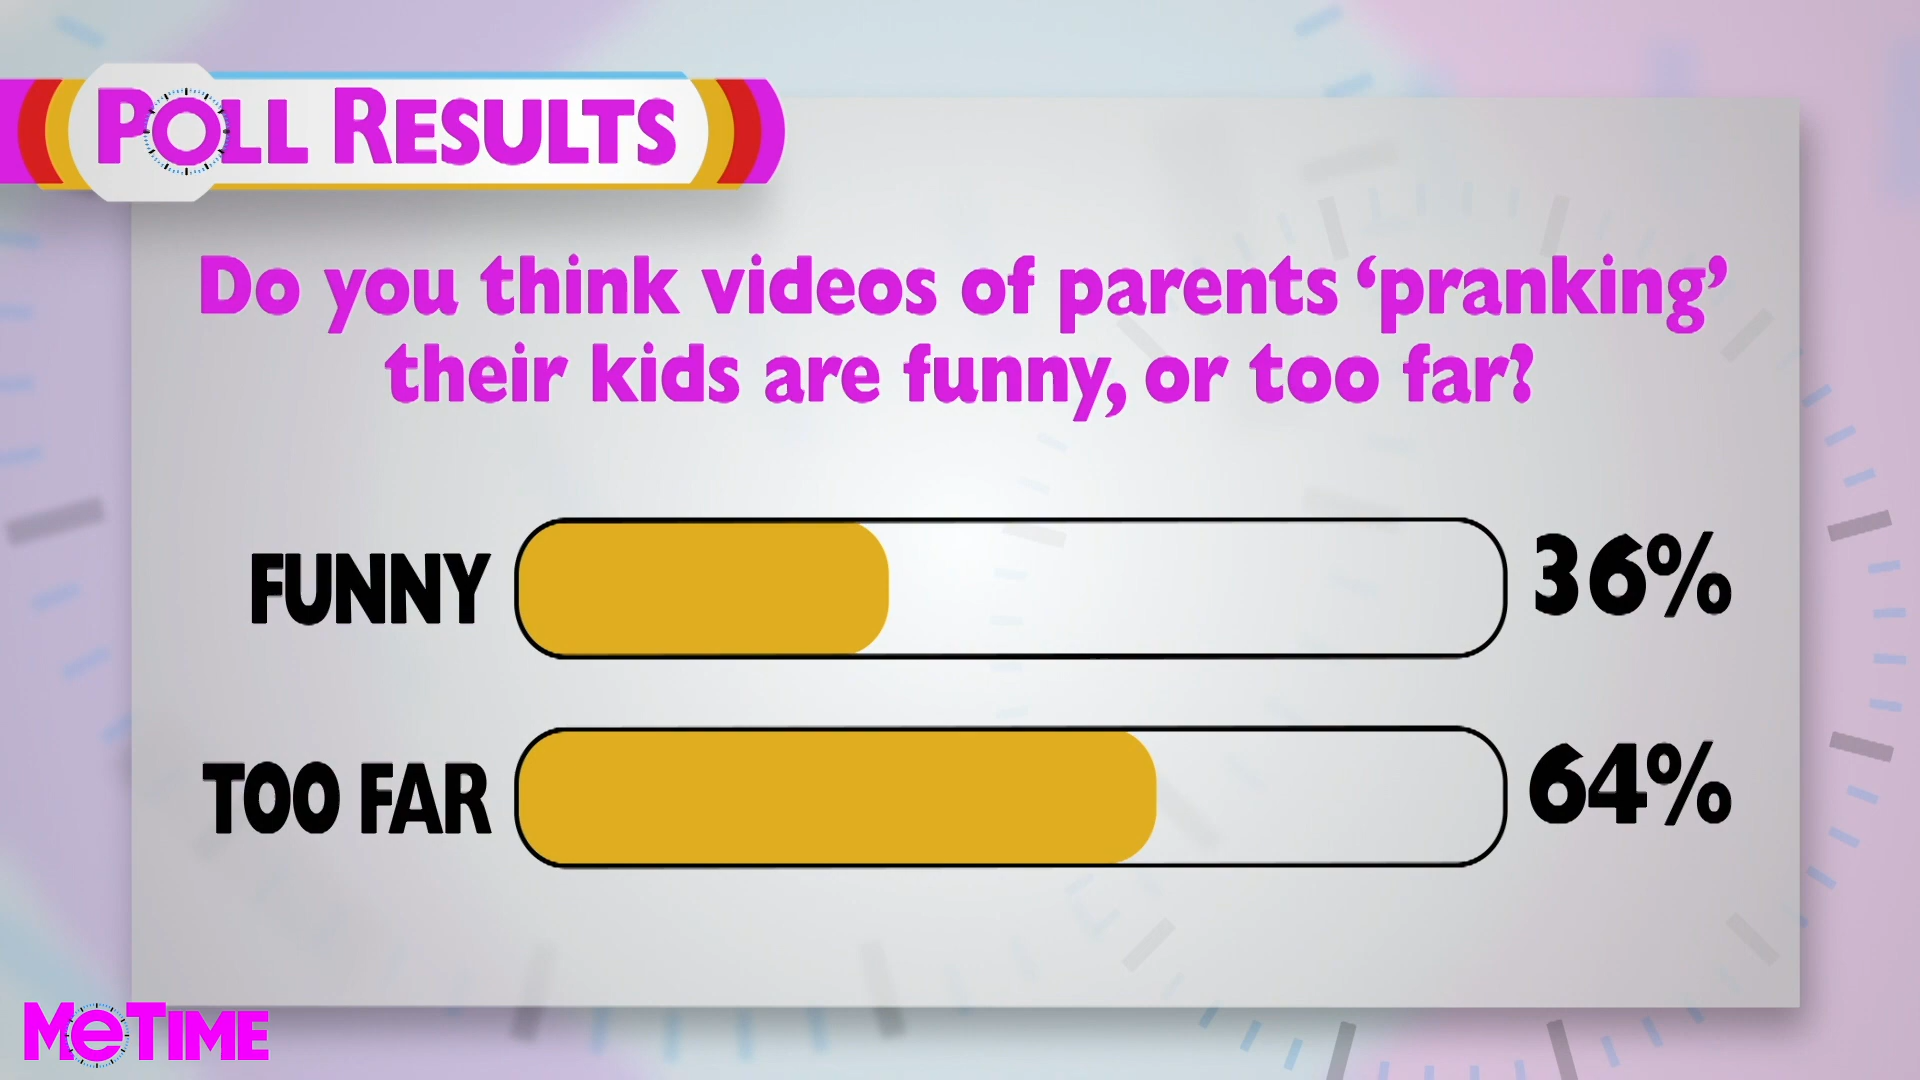 POLL RESULTS
Do you think videos of parents ‘pranking’
their kids are funny, or too far?
FUNNY 36%
TOO FAR 64%
MeTIME